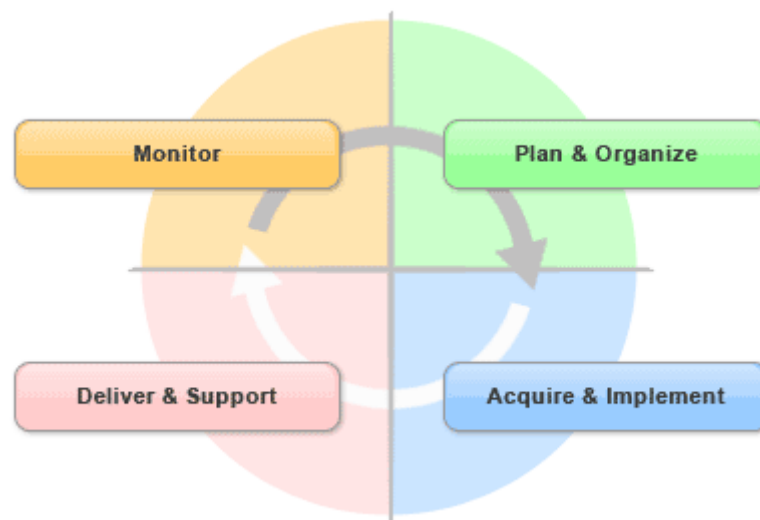 Monitor
Plan & Organize
Deliver & Support
Acquire & Implement